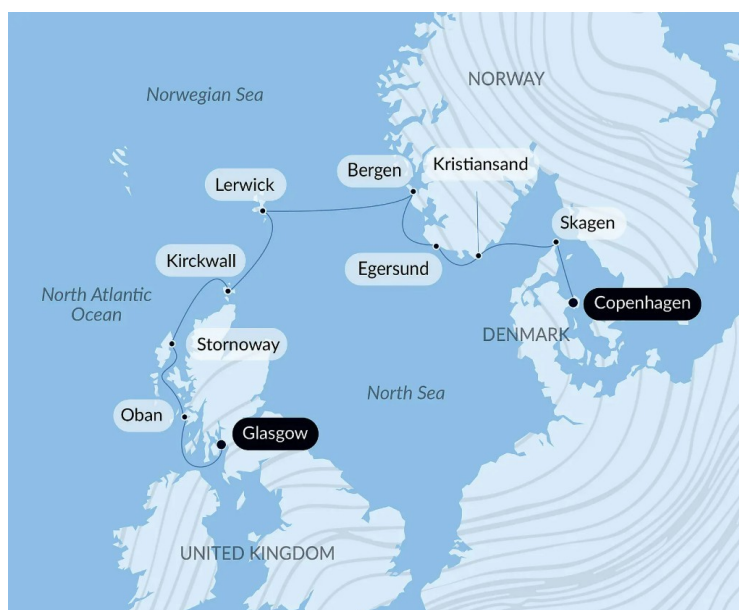 NORWAY
Norwegian Sea
Kristiansand
Bergen
Lerwick
Skagen
Kirckwall
Egersund
North Atlantic
Ocean
Copenhagen
DENMARK
Stornoway
North Sea
Oban
Glasgow
UNITED KINGDOM